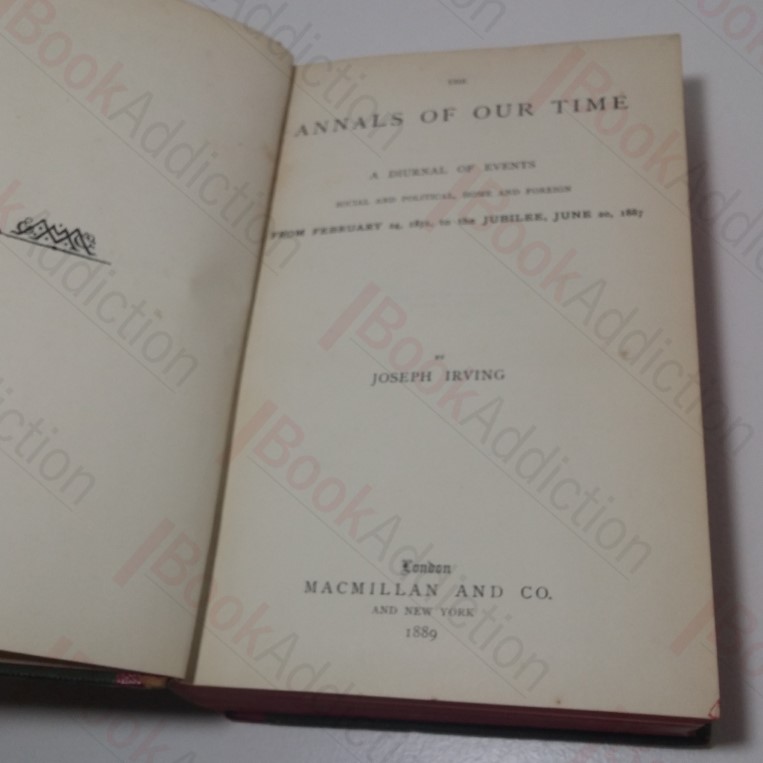 THE
ANNALS OF OUR TIME
A DIURNAL OF EVENTS
SOCIAL AND POLITICAL, HOME AND FOREIGN
FROM FEBRUARY 24, 1871, to the JUBILEE, JUNE 20, 1887
BY
JOSEPH IRVING
London
MACMILLAN AND CO.
AND NEW YORK
1889
BookAddiction